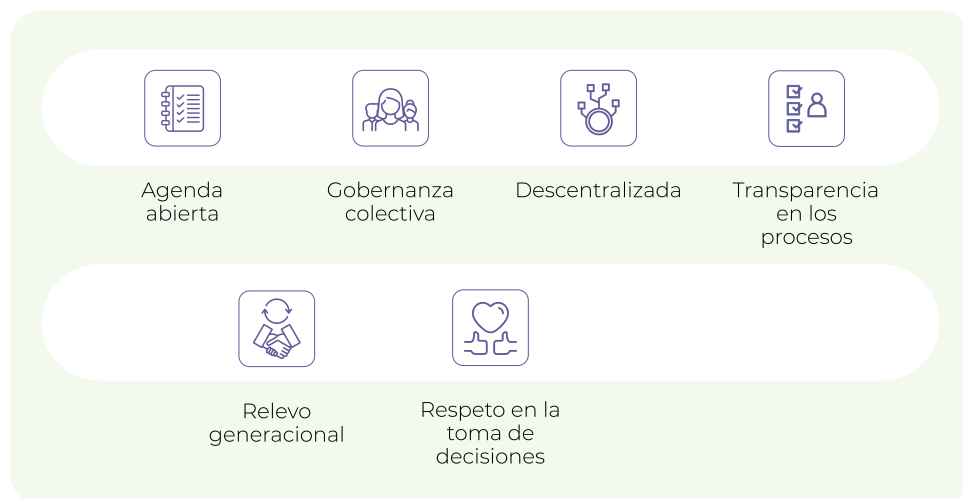 Agenda
abierta
Gobernanza
colectiva
Descentralizada
Transparencia
en los
procesos
Relevo
generacional
Respeto en la
toma de
decisiones